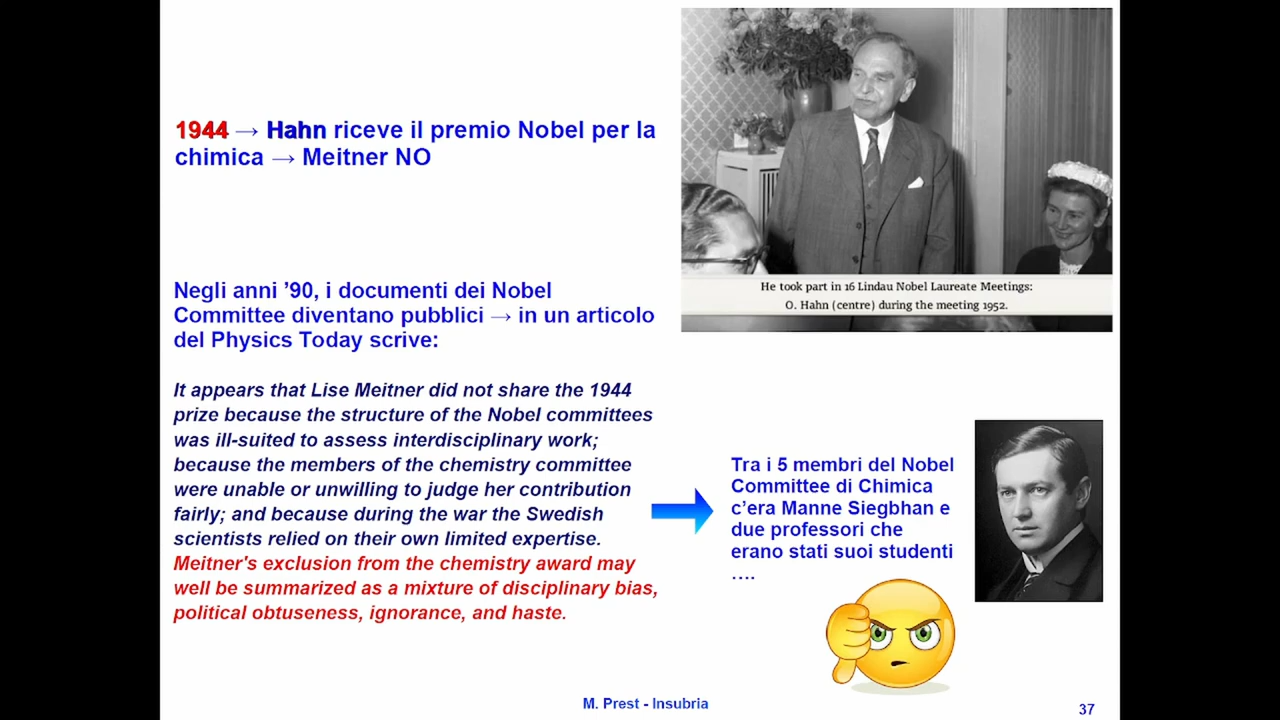 1944 → Hahn riceve il premio Nobel per la
chimica → Meitner NO
He took part in 16 Lindau Nobel Laureate Meetings:
O. Hahn (centre) during the meeting 1952.
Negli anni ’90, i documenti dei Nobel
Committee diventano pubblici → in un articolo
del Physics Today scrive:
It appears that Lise Meitner did not share the 1944
prize because the structure of the Nobel committees
was ill-suited to assess interdisciplinary work;
because the members of the chemistry committee
were unable or unwilling to judge her contribution
fairly; and because during the war the Swedish
scientists relied on their own limited expertise.
Meitner's exclusion from the chemistry award may
well be summarized as a mixture of disciplinary bias,
political obtuseness, ignorance, and haste.
Tra i 5 membri del Nobel
Committee di Chimica
c’era Manne Siegbhan e
due professori che
erano stati suoi studenti
....
M. Prest - Insubria
37